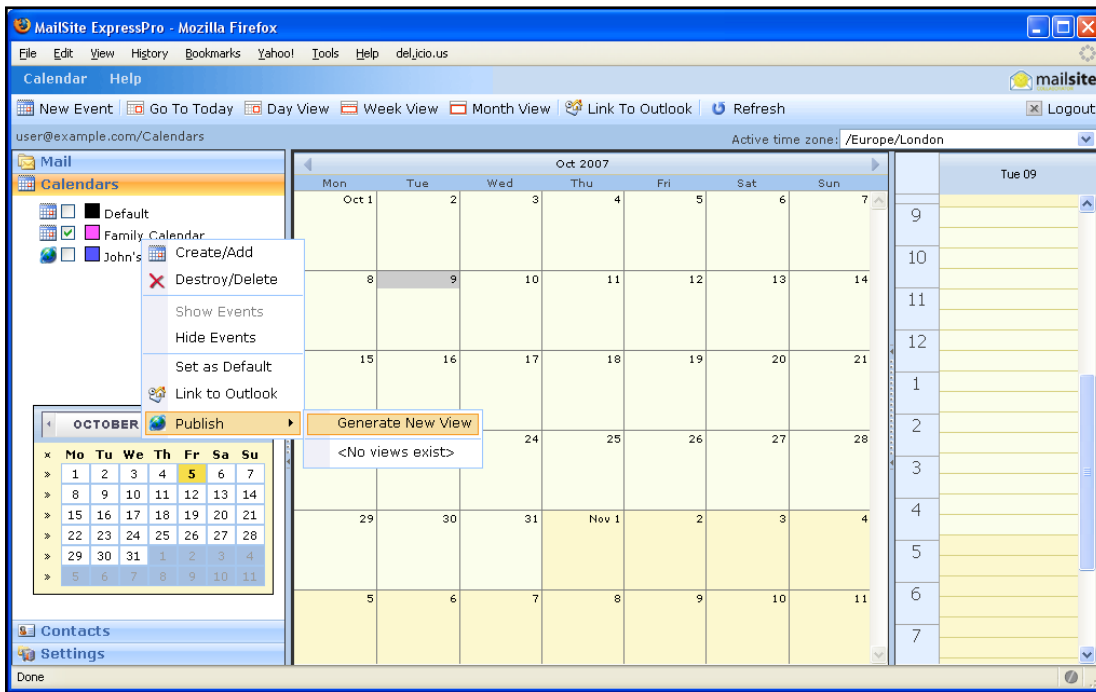 MailSite ExpressPro - Mozilla Firefox
File Edit View History Bookmarks Yahoo! Tools Help del.icio.us
Calendar Help
mailsite
New Event Go To Today Day View Week View Month View Link To Outlook Refresh Logout
user@example.com/Calendars
Active time zone: /Europe/London
Mail
Calendars
Default
Family Calendar
John's
Create/Add
Destroy/Delete
Show Events
Hide Events
Set as Default
Link to Outlook
Publish
Generate New View
<No views exist>
OCTOBER
× Mo Tu We Th Fr Sa Su
» 1 2 3 4 5 6 7
» 8 9 10 11 12 13 14
» 15 16 17 18 19 20 21
» 22 23 24 25 26 27 28
» 29 30 31 1 2 3 4
» 5 6 7 8 9 10 11
Contacts
Settings
Oct 2007
Mon Tue Wed Thu Fri Sat Sun
Oct 1 2 3 4 5 6 7
8 9 10 11 12 13 14
15 16 17 18 19 20 21
24 25 26 27 28
29 30 31 Nov 1 2 3 4
5 6 7 8 9 10 11
Tue 09
9
10
11
12
1
2
3
4
5
6
7
Done